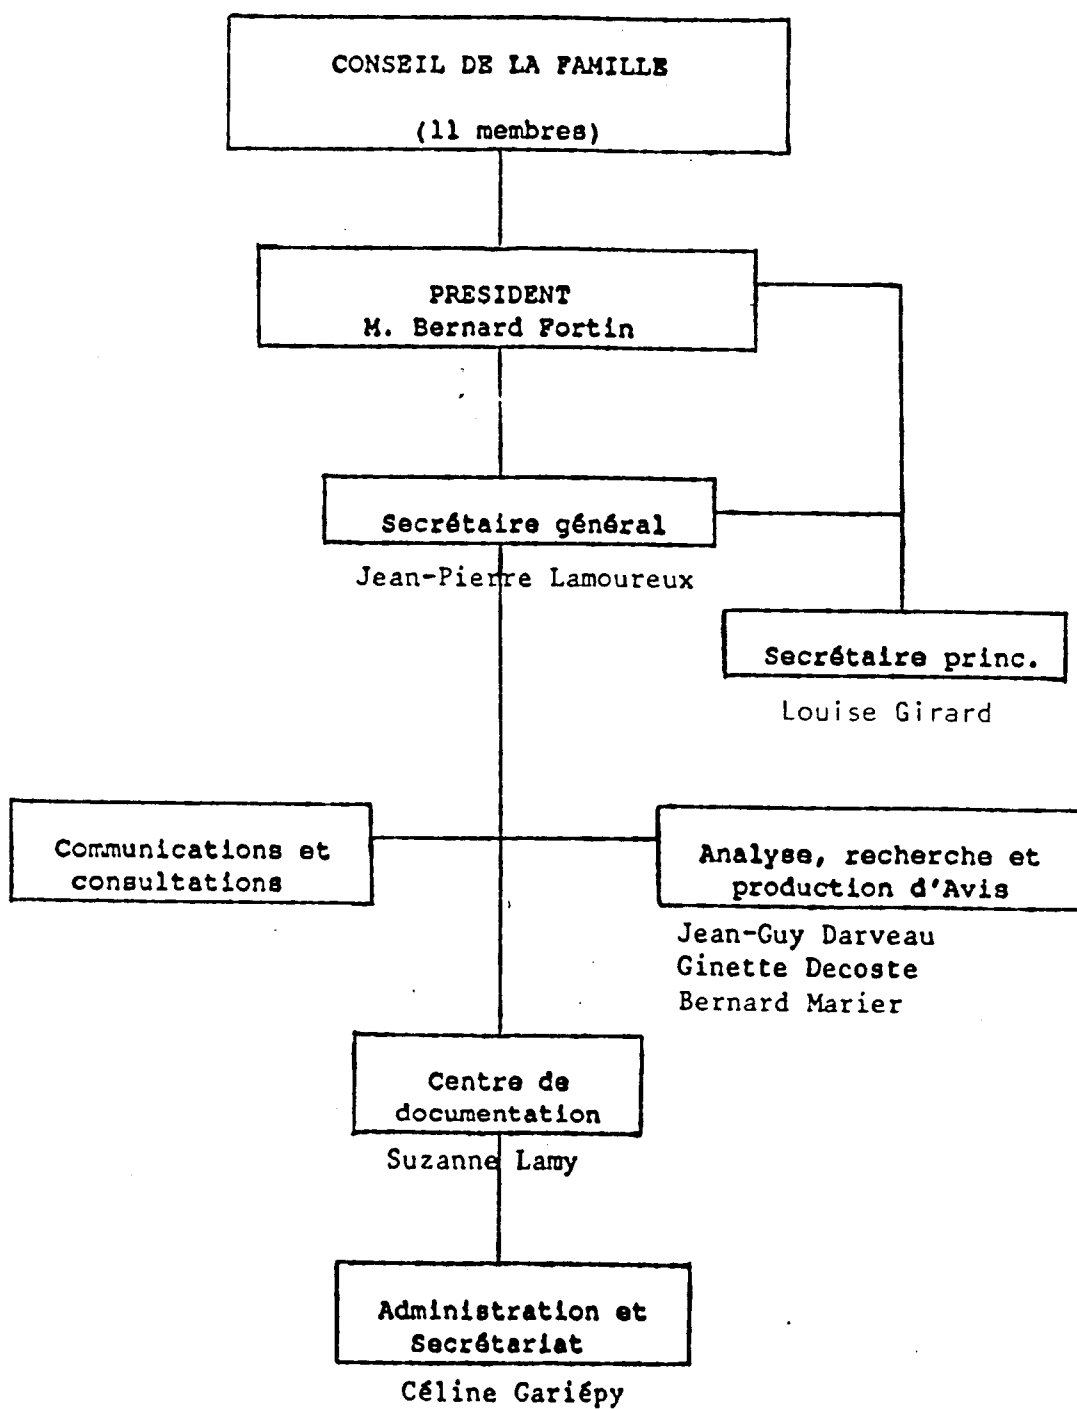 CONSEIL DE LA FAMILLE
(11 membres)
PRESIDENT
M. Bernard Fortin
Secrétaire général
Jean-Pierre Lamoureux
Secrétaire princ.
Louise Girard
Communications et
consultations
Analyse, recherche et
production d'Avis
Jean-Guy Darveau
Ginette Decoste
Bernard Marier
Centre de
documentation
Suzanne Lamy
Administration et
Secrétariat
Céline Gariépy